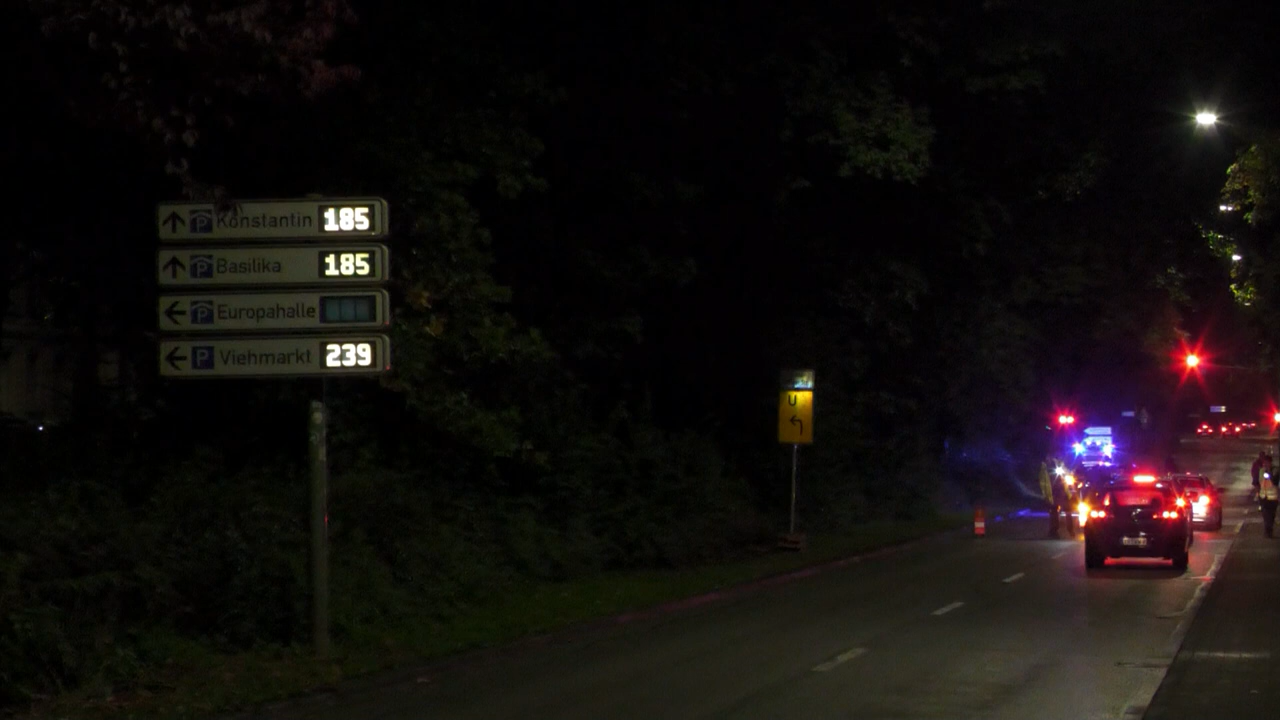 P Konstantin 185
P Basilika 185
P Europahalle
P Viehmarkt 239
U